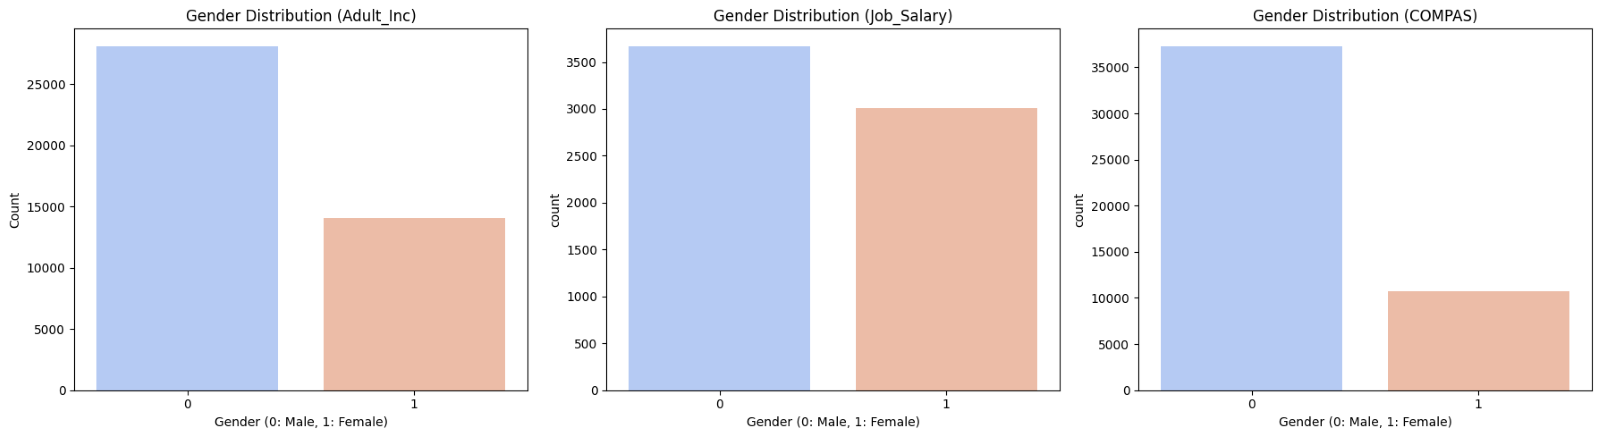 Gender Distribution (Adult_Inc)
Count
25000
20000
15000
10000
5000
0
0 1
Gender (0: Male, 1: Female)
Gender Distribution (Job_Salary)
count
3500
3000
2500
2000
1500
1000
500
0
0 1
Gender (0: Male, 1: Female)
Gender Distribution (COMPAS)
count
35000
30000
25000
20000
15000
10000
5000
0
0 1
Gender (0: Male, 1: Female)